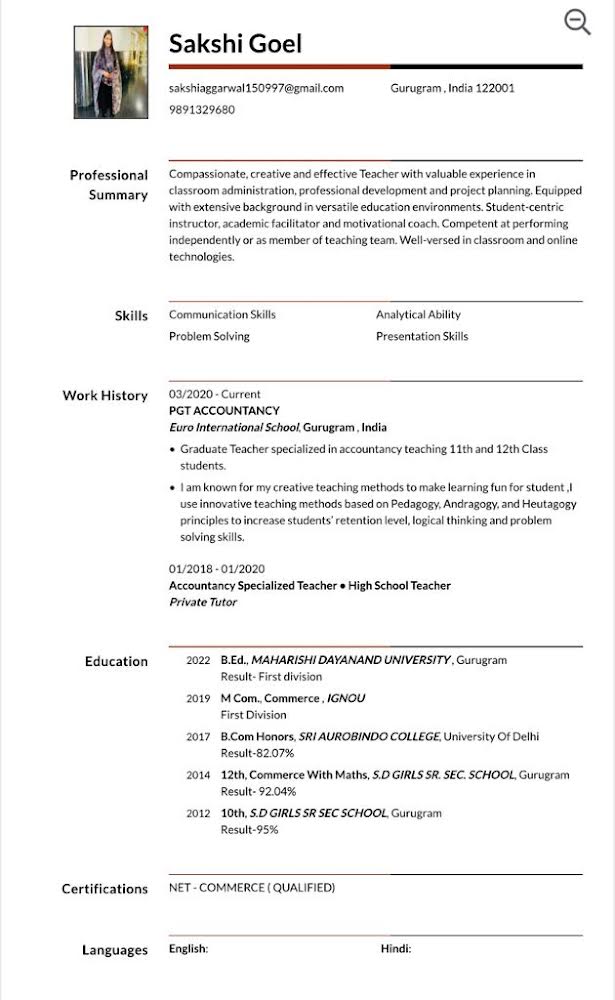 Sakshi Goel
sakshiaggarwal150997@gmail.com Gurugram , India 122001
9891329680
Professional Summary
Compassionate, creative and effective Teacher with valuable experience in
classroom administration, professional development and project planning. Equipped
with extensive background in versatile education environments. Student-centric
instructor, academic facilitator and motivational coach. Competent at performing
independently or as member of teaching team. Well-versed in classroom and online
technologies.
Skills
Communication Skills Analytical Ability
Problem Solving Presentation Skills
Work History
03/2020 - Current
PGT ACCOUNTANCY
Euro International School, Gurugram , India
• Graduate Teacher specialized in accountancy teaching 11th and 12th Class
students.
• I am known for my creative teaching methods to make learning fun for student ,I
use innovative teaching methods based on Pedagogy, Andragogy, and Heutagogy
principles to increase students' retention level, logical thinking and problem
solving skills.
01/2018 - 01/2020
Accountancy Specialized Teacher • High School Teacher
Private Tutor
Education
2022 B.Ed., MAHARISHI DAYANAND UNIVERSITY , Gurugram
Result- First division
2019 M Com., Commerce , IGNOU
First Division
2017 B.Com Honors, SRI AUROBINDO COLLEGE, University Of Delhi
Result-82.07%
2014 12th, Commerce With Maths, S.D GIRLS SR. SEC. SCHOOL, Gurugram
Result- 92.04%
2012 10th, S.D GIRLS SR SEC SCHOOL, Gurugram
Result-95%
Certifications
NET - COMMERCE ( QUALIFIED)
Languages
English: Hindi: